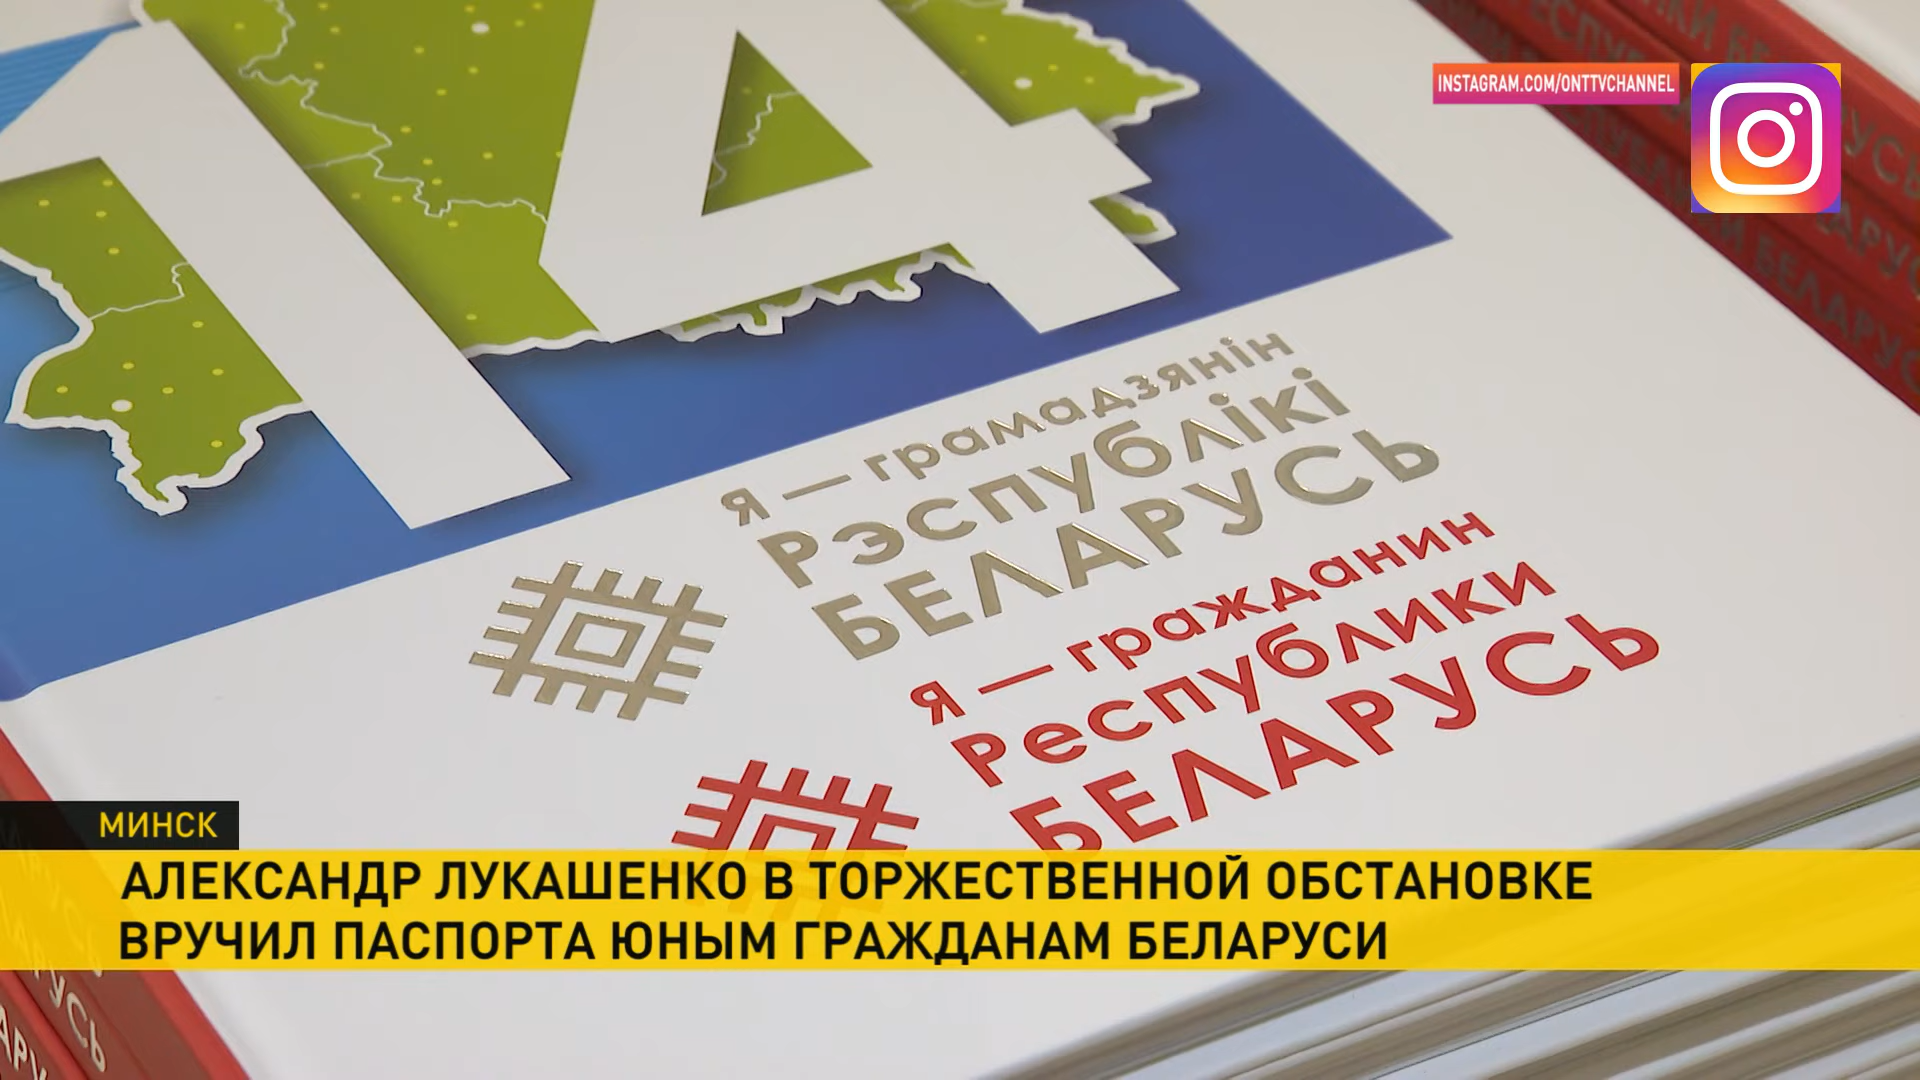 INSTAGRAM.COM/ONTTVCHANNEL
14
я — грамадзянін
Рэспублікі
БЕЛАРУСЬ
я — гражданин
Республики
БЕЛАРУСЬ
МИНСК
АЛЕКСАНДР ЛУКАШЕНКО В ТОРЖЕСТВЕННОЙ ОБСТАНОВКЕ
ВРУЧИЛ ПАСПОРТА ЮНЫМ ГРАЖДАНАМ БЕЛАРУСИ